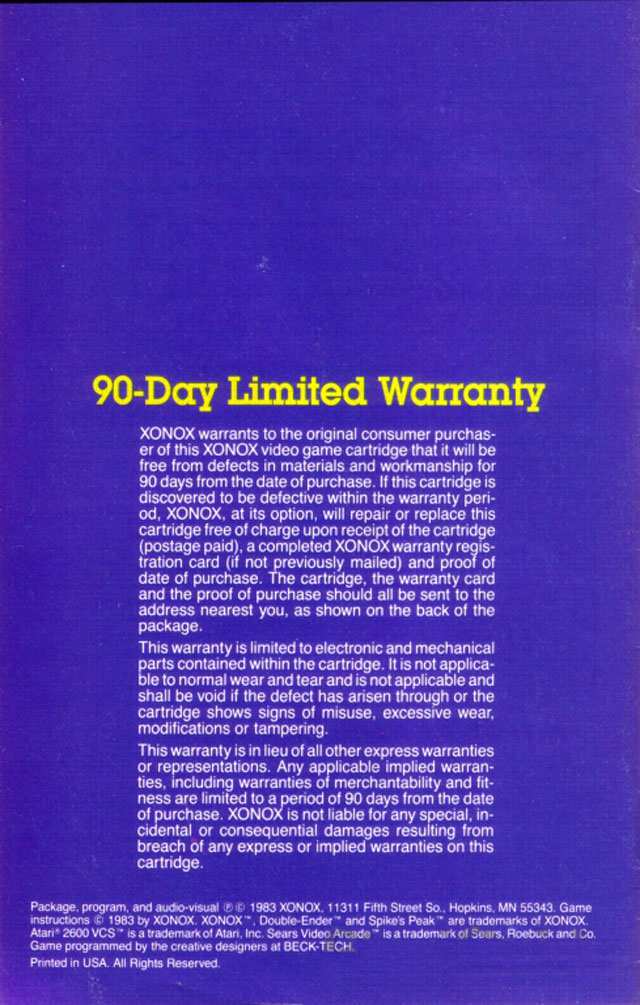 90-Day Limited Warranty
XONOX warrants to the original consumer purchas-
er of this XONOX video game cartridge that it will be
free from defects in materials and workmanship for
90 days from the date of purchase. If this cartridge is
discovered to be defective within the warranty peri-
od, XONOX, at its option, will repair or replace this
cartridge free of charge upon receipt of the cartridge
(postage paid), a completed XONOX warranty regis-
tration card (if not previously mailed) and proof of
date of purchase. The cartridge, the warranty card
and the proof of purchase should all be sent to the
address nearest you, as shown on the back of the
package.
This warranty is limited to electronic and mechanical
parts contained within the cartridge. It is not applica-
ble to normal wear and tear and is not applicable and
shall be void if the defect has arisen through or the
cartridge shows signs of misuse, excessive wear,
modifications or tampering.
This warranty is in lieu of all other express warranties
or representations. Any applicable implied warran-
ties, including warranties of merchantability and fit-
ness are limited to a period of 90 days from the date
of purchase. XONOX is not liable for any special, in-
cidental or consequential damages resulting from
breach of any express or implied warranties on this
cartridge.
Package, program, and audio-visual ℗ © 1983 XONOX, 11311 Fifth Street So., Hopkins, MN 55343. Game
instructions © 1983 by XONOX. XONOX™, Double-Ender™ and Spike's Peak™ are trademarks of XONOX.
Atari® 2600 VCS™ is a trademark of Atari, Inc. Sears Video Arcade™ is a trademark of Sears, Roebuck and Co.
Game programmed by the creative designers at BECK-TECH.
Printed in USA. All Rights Reserved.